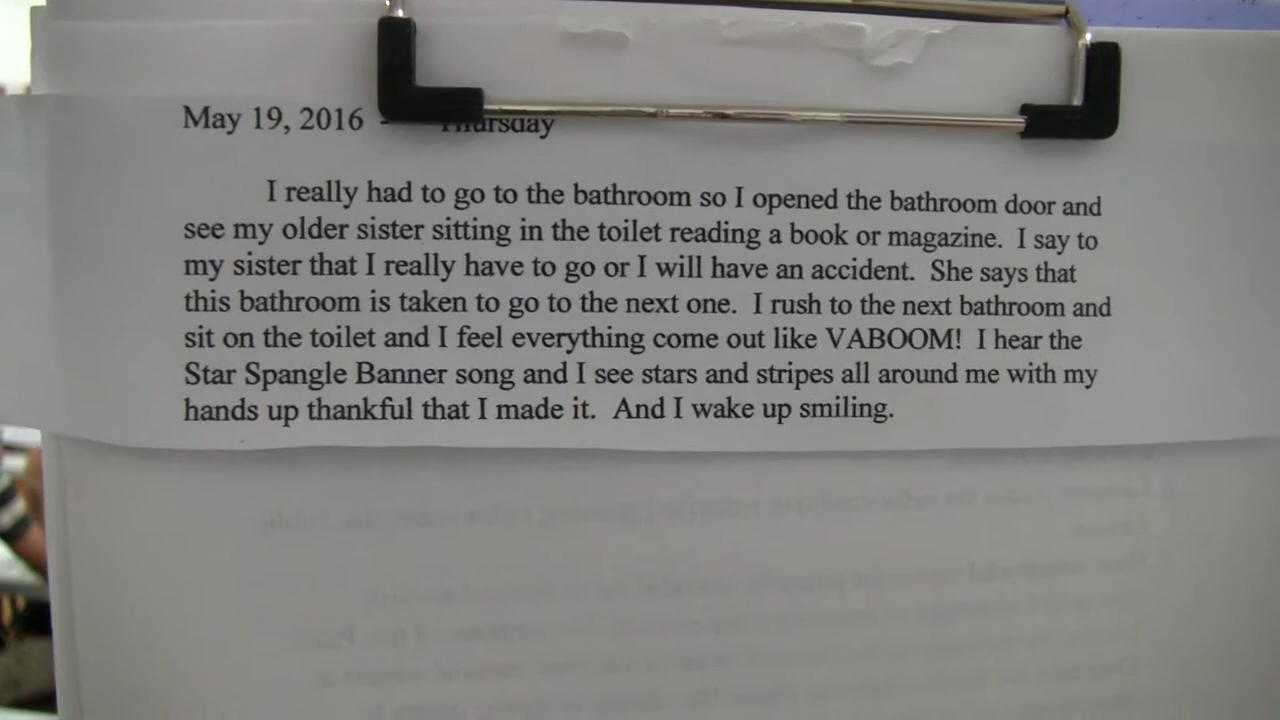 May 19, 2016 - Thursday
I really had to go to the bathroom so I opened the bathroom door and
see my older sister sitting in the toilet reading a book or magazine. I say to
my sister that I really have to go or I will have an accident. She says that
this bathroom is taken to go to the next one. I rush to the next bathroom and
sit on the toilet and I feel everything come out like VABOOM! I hear the
Star Spangle Banner song and I see stars and stripes all around me with my
hands up thankful that I made it. And I wake up smiling.